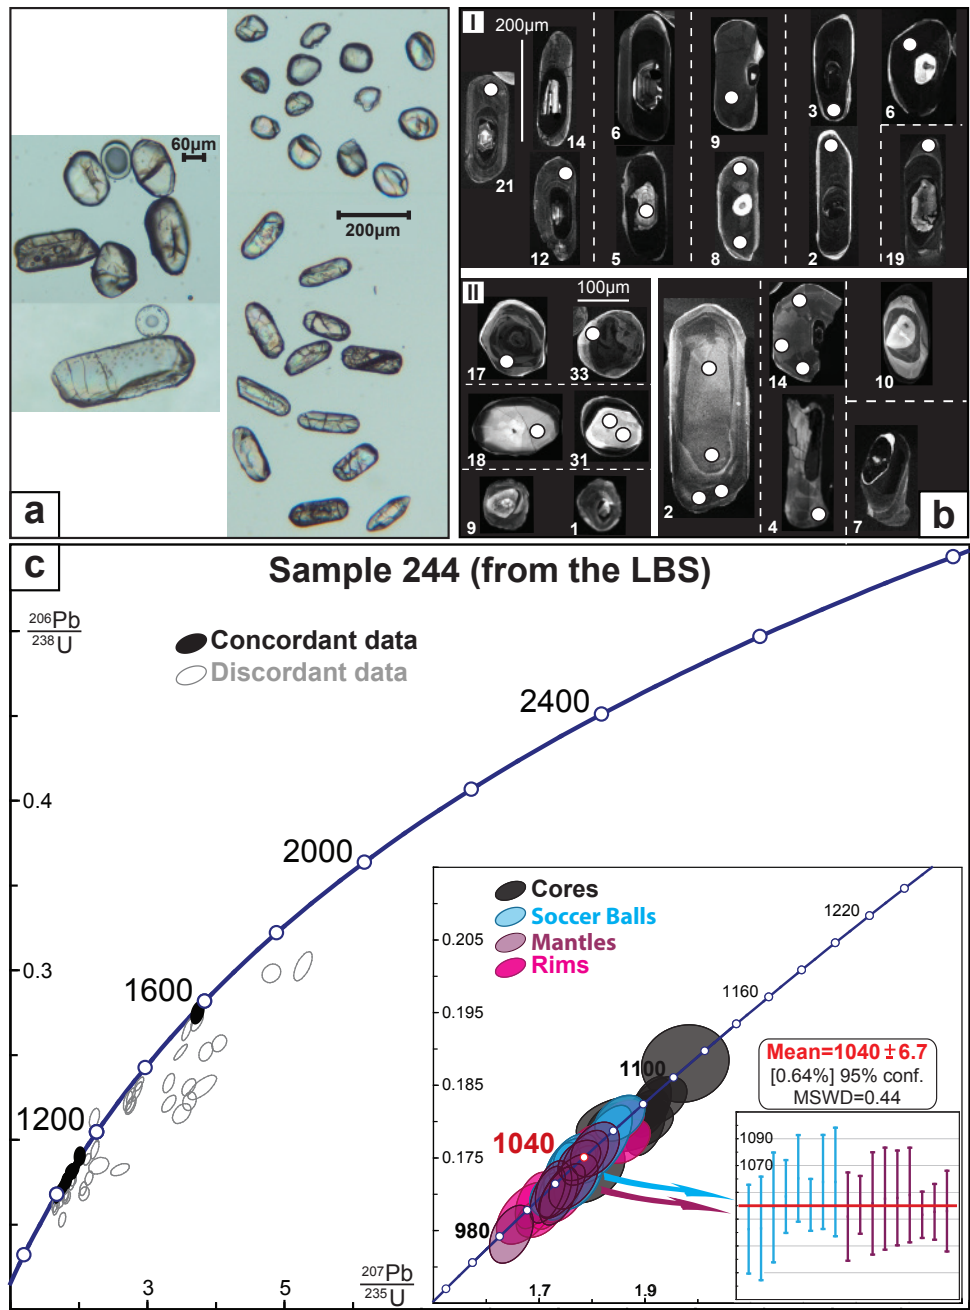 60µm
200µm
a
I
200µm
21
14
12
6
5
9
8
3
2
6
19
II
100µm
17
33
18
31
9
1
2
14
4
10
7
b
c
Sample 244 (from the LBS)
206Pb
238U
Concordant data
Discordant data
2400
2000
1600
1200
0.4
0.3
3
5
207Pb
235U
Cores
Soccer Balls
Mantles
Rims
0.205
0.195
0.185
0.175
1220
1160
1100
1040
980
1.7
1.9
Mean=1040±6.7
[0.64%] 95% conf.
MSWD=0.44
1090
1070